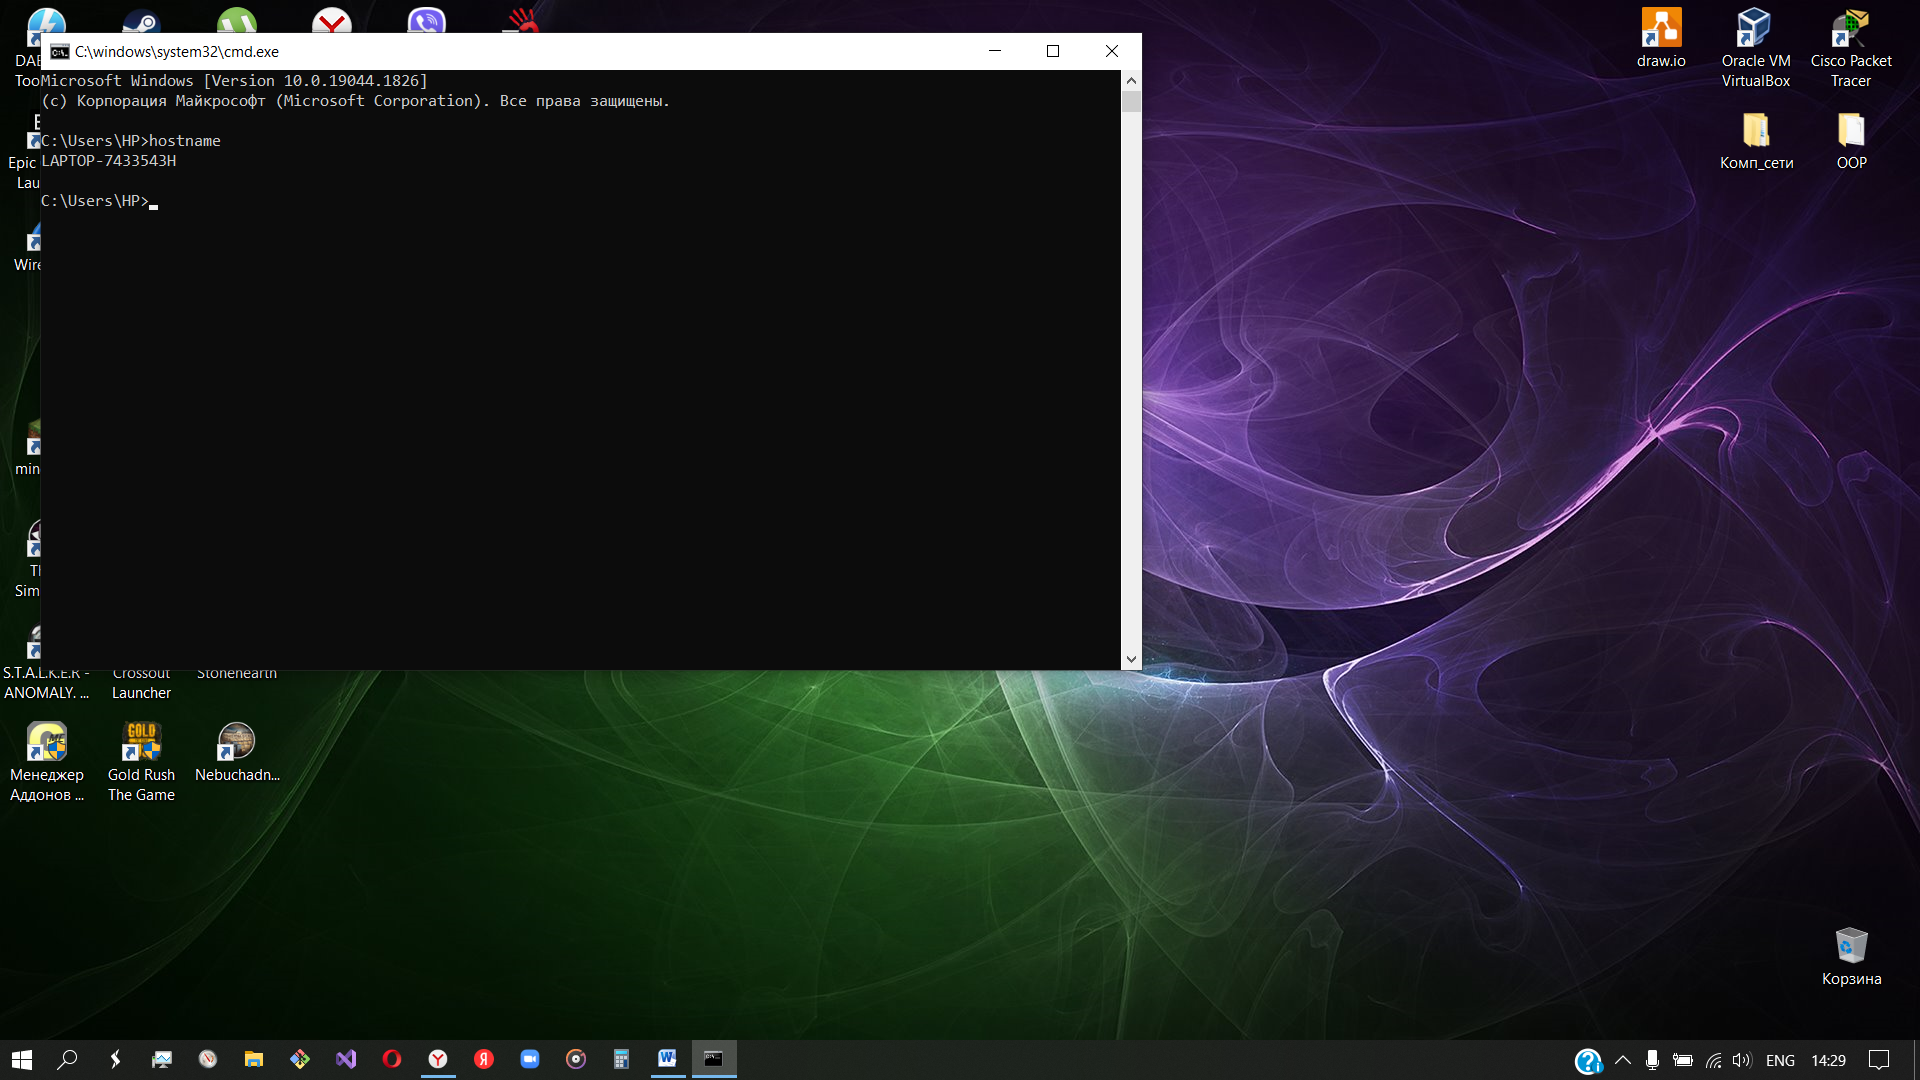 C:\windows\system32\cmd.exe
Microsoft Windows [Version 10.0.19044.1826]
(c) Корпорация Майкрософт (Microsoft Corporation). Все права защищены.
C:\Users\HP>hostname
LAPTOP-7433543H
C:\Users\HP>
draw.io
Oracle VM
VirtualBox
Cisco Packet
Tracer
Комп_сети
OOP
Epic
S.T.A.L.K.E.R -
ANOMALY. ...
Crossout
Launcher
Stonehearth
Менеджер
Аддонов ...
GOLD
Gold Rush
The Game
Nebuchadn...
Корзина
ENG
14:29